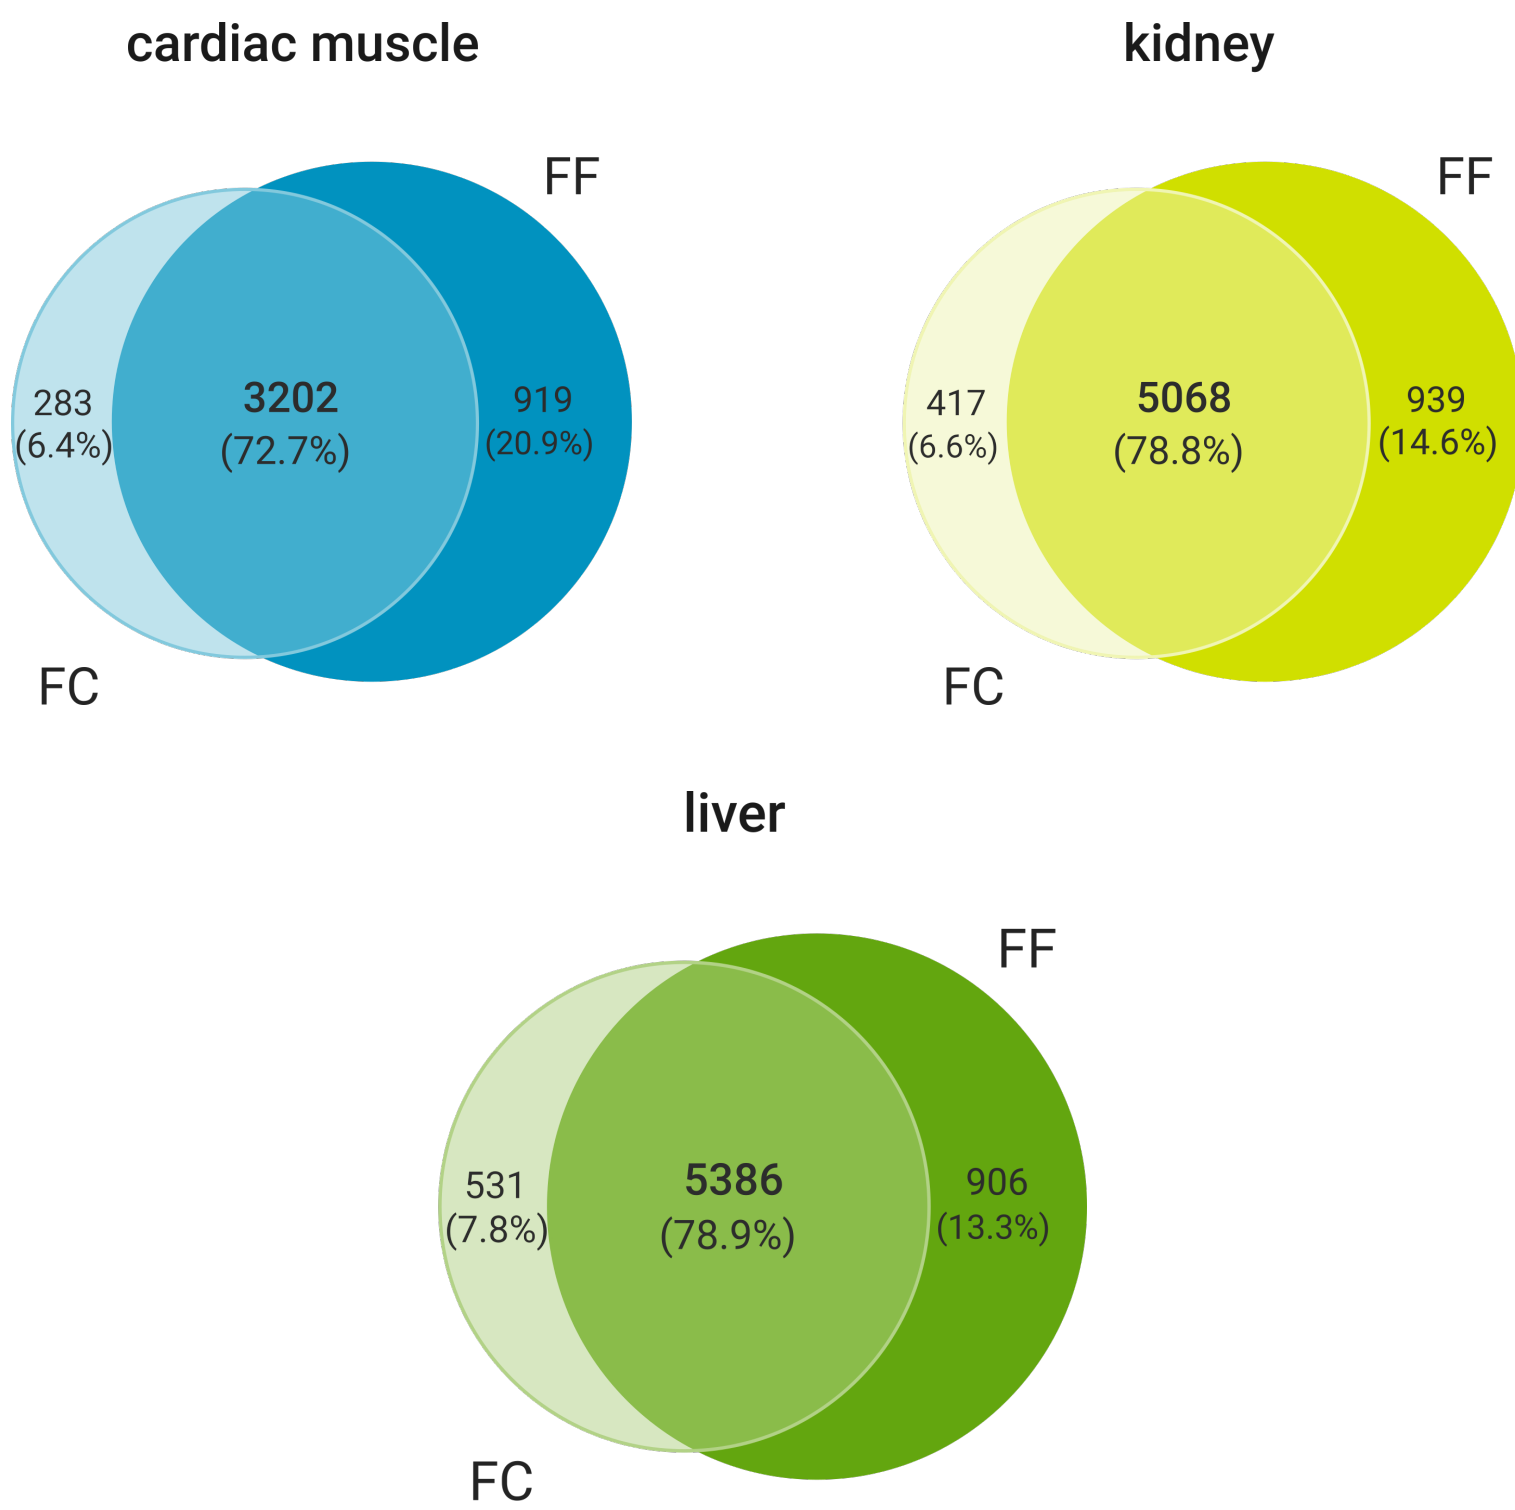 cardiac muscle
FF
283
(6.4%)
3202
(72.7%)
919
(20.9%)
FC
kidney
FF
417
(6.6%)
5068
(78.8%)
939
(14.6%)
FC
liver
FF
531
(7.8%)
5386
(78.9%)
906
(13.3%)
FC